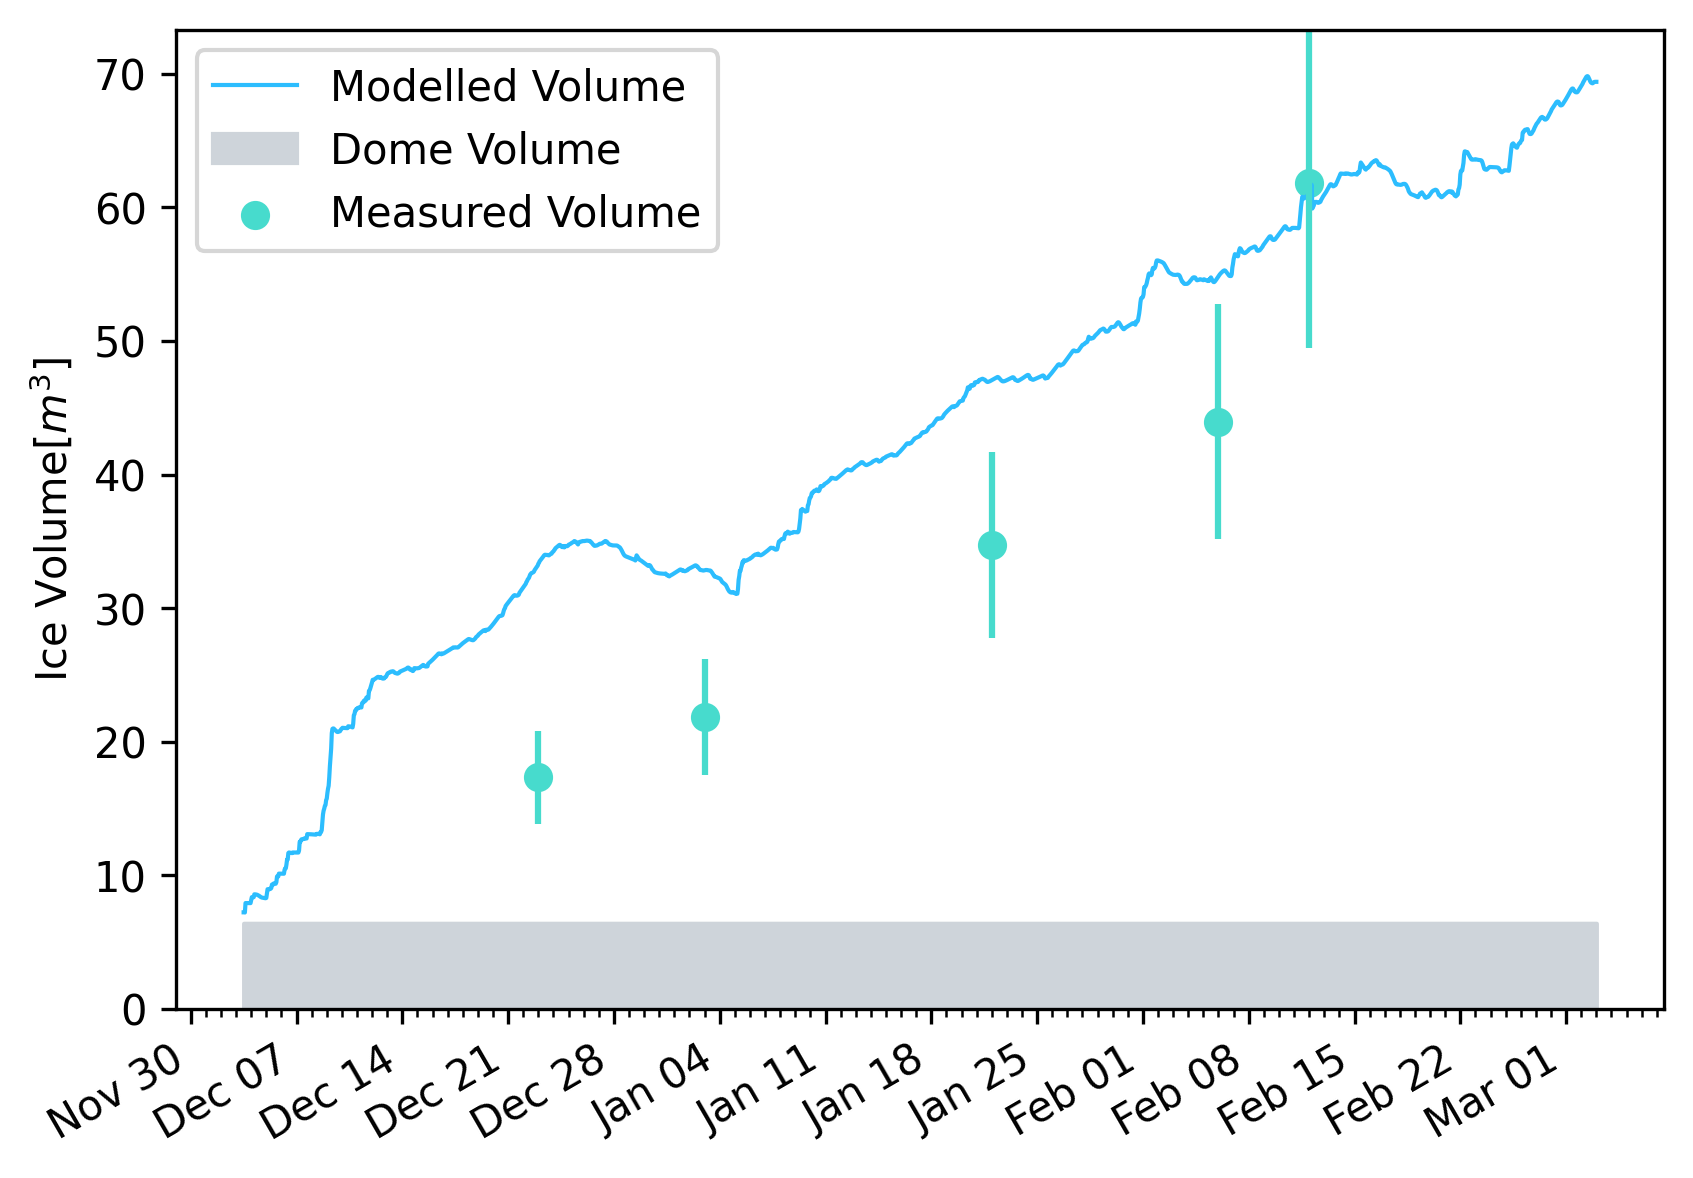 Modelled Volume
Dome Volume
Measured Volume
Ice Volume[m³]
70
60
50
40
30
20
10
0
Nov 30
Dec 07
Dec 14
Dec 21
Dec 28
Jan 04
Jan 11
Jan 18
Jan 25
Feb 01
Feb 08
Feb 15
Feb 22
Mar 01